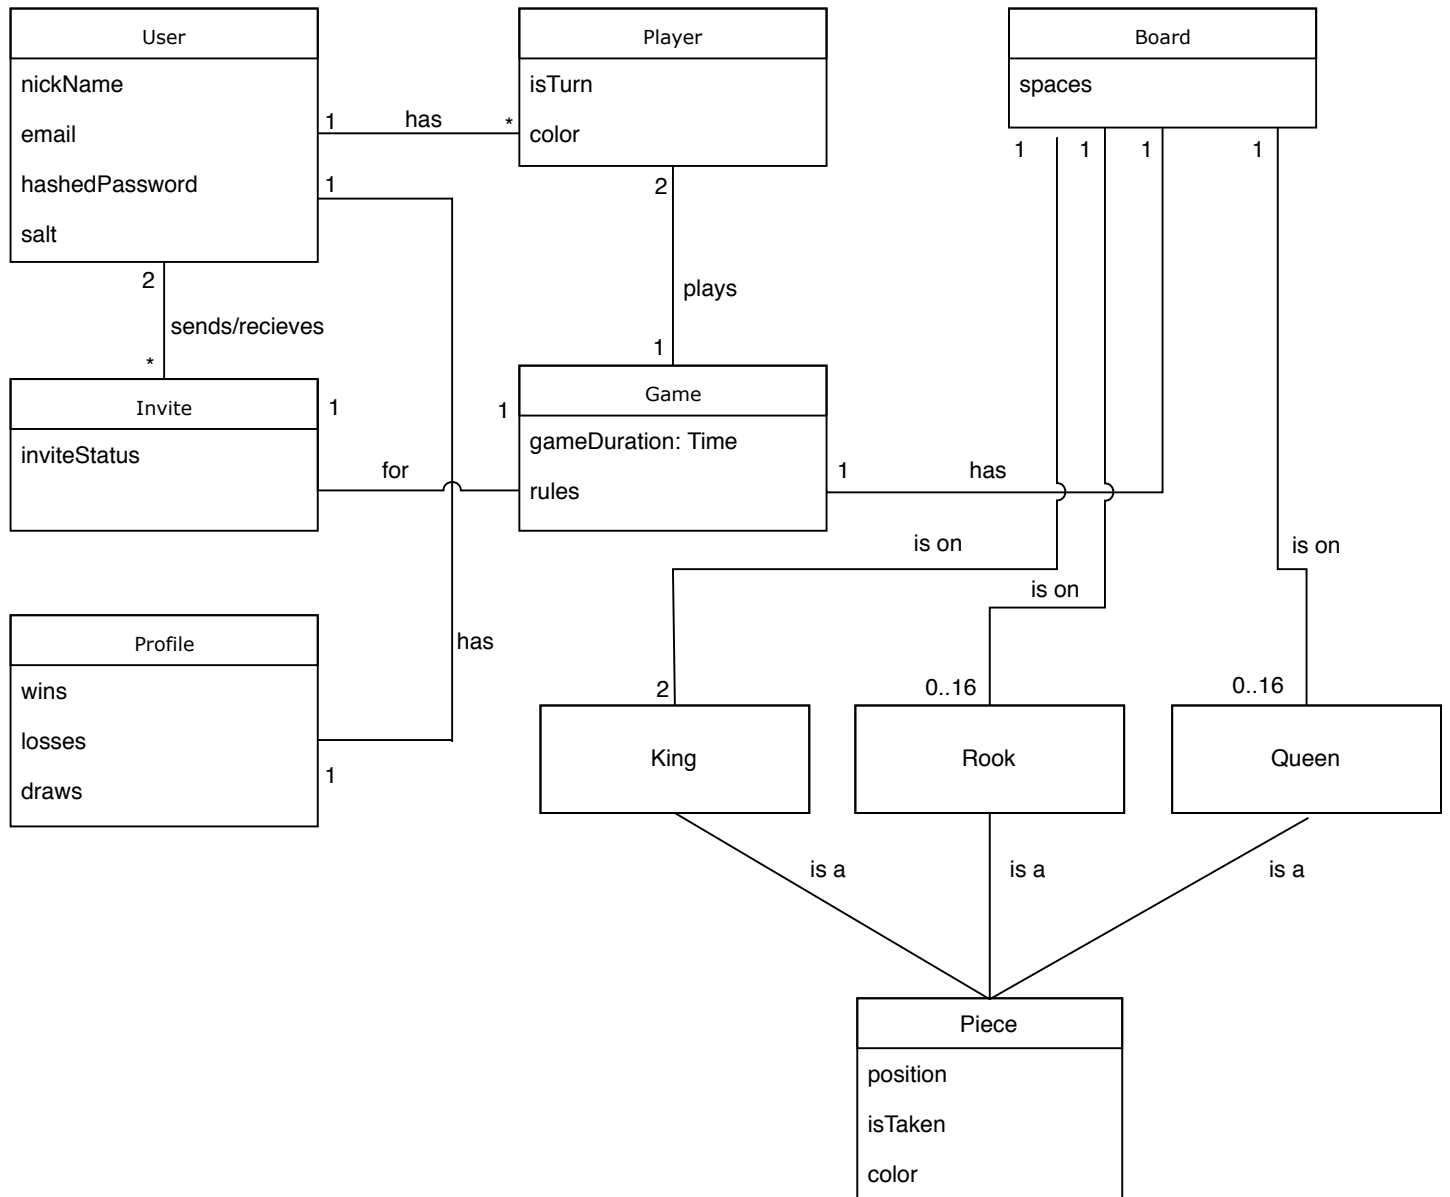 User
nickName
email
hashedPassword
salt
1
has
*
1
Player
isTurn
color
Board
spaces
1
1
1
1
2
sends/recieves
*
2
plays
1
Invite
inviteStatus
1
for
1
Game
gameDuration: Time
rules
1
has
is on
is on
is on
Profile
wins
losses
draws
has
1
2
0..16
0..16
King
Rook
Queen
is a
is a
is a
Piece
position
isTaken
color